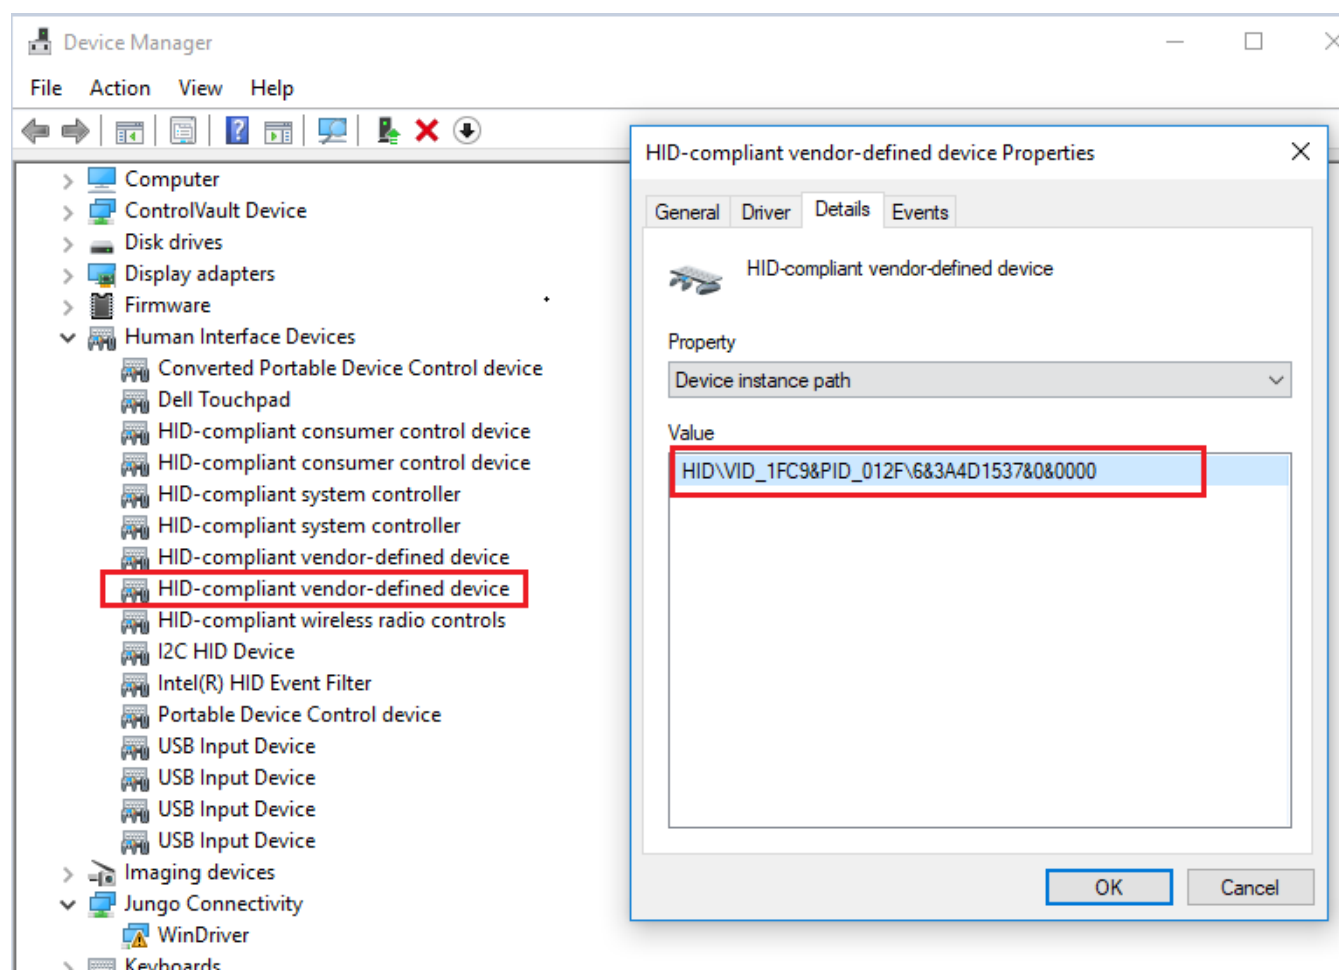 Device Manager
File Action View Help
Computer
ControlVault Device
Disk drives
Display adapters
Firmware
Human Interface Devices
Converted Portable Device Control device
Dell Touchpad
HID-compliant consumer control device
HID-compliant consumer control device
HID-compliant system controller
HID-compliant system controller
HID-compliant vendor-defined device
HID-compliant vendor-defined device
HID-compliant wireless radio controls
I2C HID Device
Intel(R) HID Event Filter
Portable Device Control device
USB Input Device
USB Input Device
USB Input Device
USB Input Device
Imaging devices
Jungo Connectivity
WinDriver
Keyboards
HID-compliant vendor-defined device Properties
General Driver Details Events
HID-compliant vendor-defined device
Property
Device instance path
Value
HID\VID_1FC9&PID_012F\6&3A4D1537&0&0000
OK Cancel